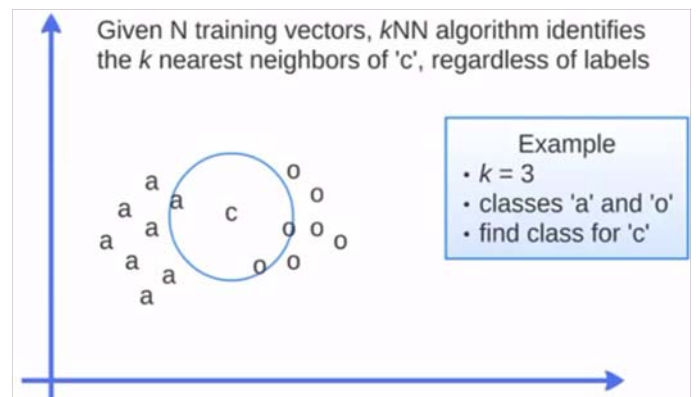 Given N training vectors, kNN algorithm identifies
the k nearest neighbors of 'c', regardless of labels
Example
• k = 3
• classes 'a' and 'o'
• find class for 'c'
a o
a a o
a c
a o o
a o
a o o
a
a